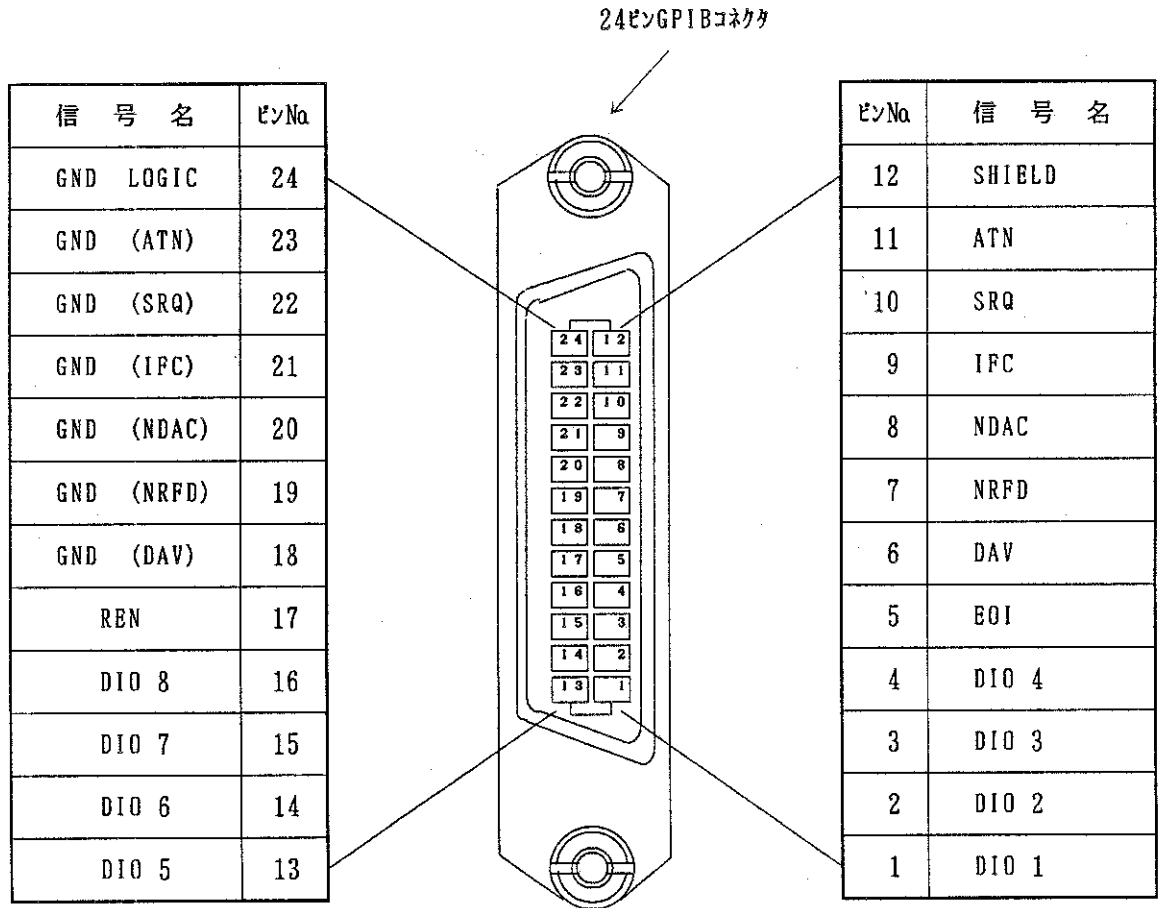 24ピンGPIBコネクタ
信号名 ピンNo.
GND LOGIC 24
GND (ATN) 23
GND (SRQ) 22
GND (IFC) 21
GND (NDAC) 20
GND (NRFD) 19
GND (DAV) 18
REN 17
DIO 8 16
DIO 7 15
DIO 6 14
DIO 5 13
24 12
23 11
22 10
21 9
20 8
19 7
18 6
17 5
16 4
15 3
14 2
13 1
ピンNo. 信号名
12 SHIELD
11 ATN
10 SRQ
9 IFC
8 NDAC
7 NRFD
6 DAV
5 EOI
4 DIO 4
3 DIO 3
2 DIO 2
1 DIO 1